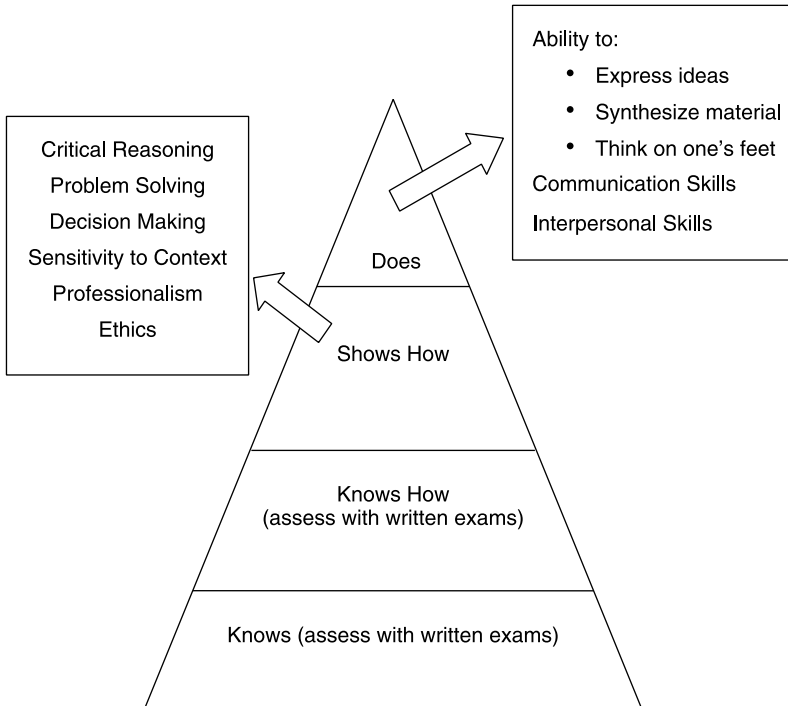 Ability to:
• Express ideas
• Synthesize material
• Think on one's feet
Communication Skills
Interpersonal Skills
Critical Reasoning
Problem Solving
Decision Making
Sensitivity to Context
Professionalism
Ethics
Does
Shows How
Knows How
(assess with written exams)
Knows (assess with written exams)